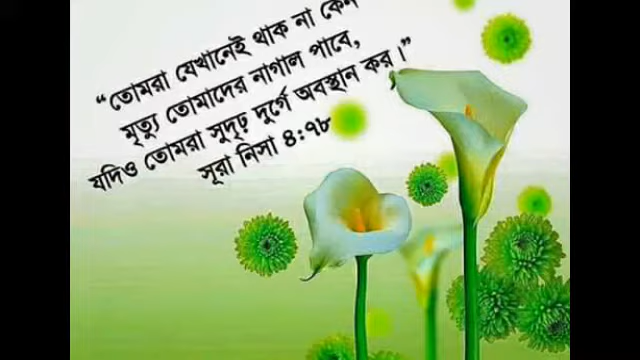 “তোমরা যেখানেই থাক না কেন
মৃত্যু তোমাদের নাগাল পাবে,
যদিও তোমরা সুদৃঢ় দুর্গে অবস্থান কর।”
সূরা নিসা ৪:৭৮